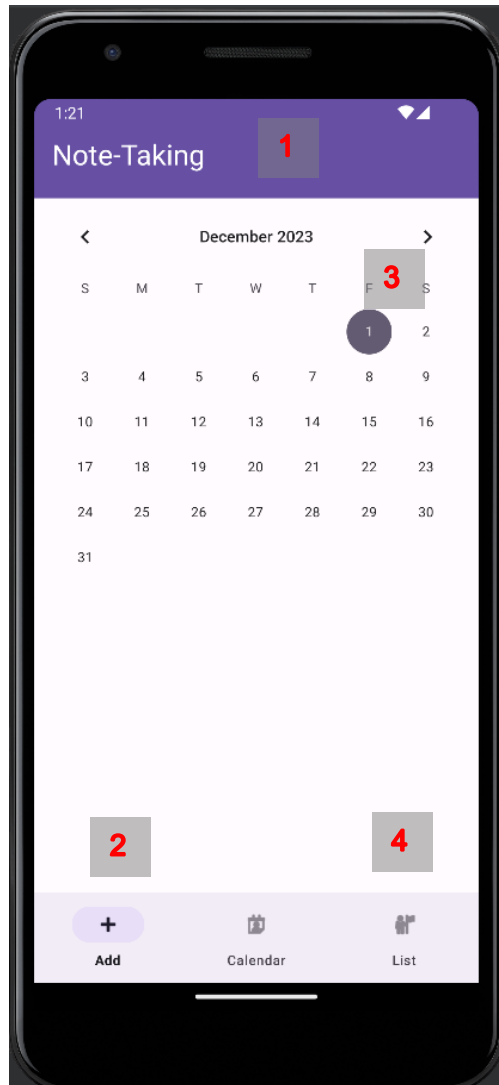 1:21
Note-Taking
1
December 2023
3
S M T W T F S
1 2
3 4 5 6 7 8 9
10 11 12 13 14 15 16
17 18 19 20 21 22 23
24 25 26 27 28 29 30
31
2
4
Add Calendar List